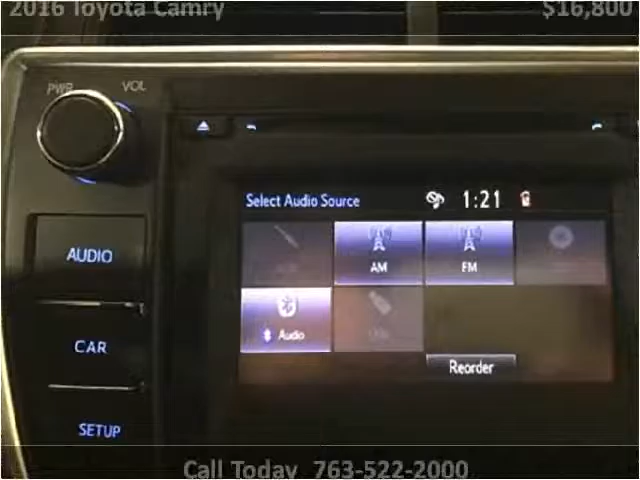 2016 Toyota Camry $16,800
PWR VOL
Select Audio Source 1:21
AUDIO
AM FM
Audio
CAR
Reorder
SETUP
Call Today 763-522-2000